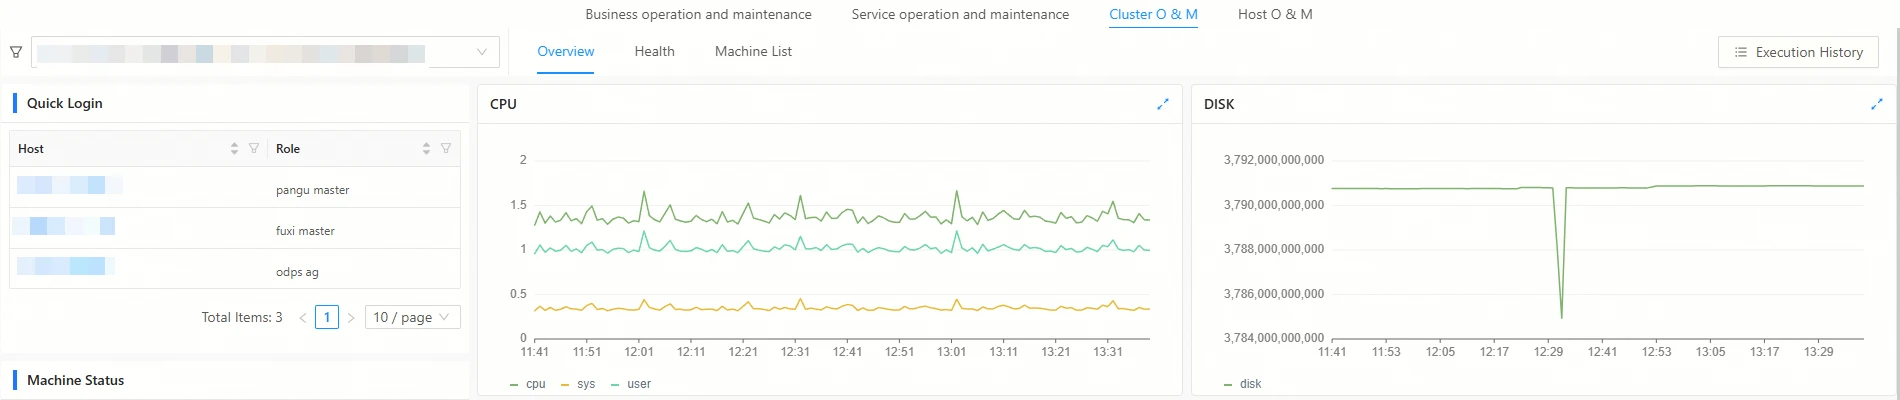 Business operation and maintenance Service operation and maintenance Cluster O & M Host O & M
Overview Health Machine List Execution History
Quick Login
Host Role
pangu master
fuxi master
odps ag
Total Items: 3 < 1 > 10 / page
Machine Status
CPU
2
1.5
1
0.5
0
11:41 11:51 12:01 12:11 12:21 12:31 12:41 12:51 13:01 13:11 13:21 13:31
cpu sys user
DISK
3,792,000,000,000
3,790,000,000,000
3,788,000,000,000
3,786,000,000,000
3,784,000,000,000
11:41 11:53 12:05 12:17 12:29 12:41 12:53 13:05 13:17 13:29
disk